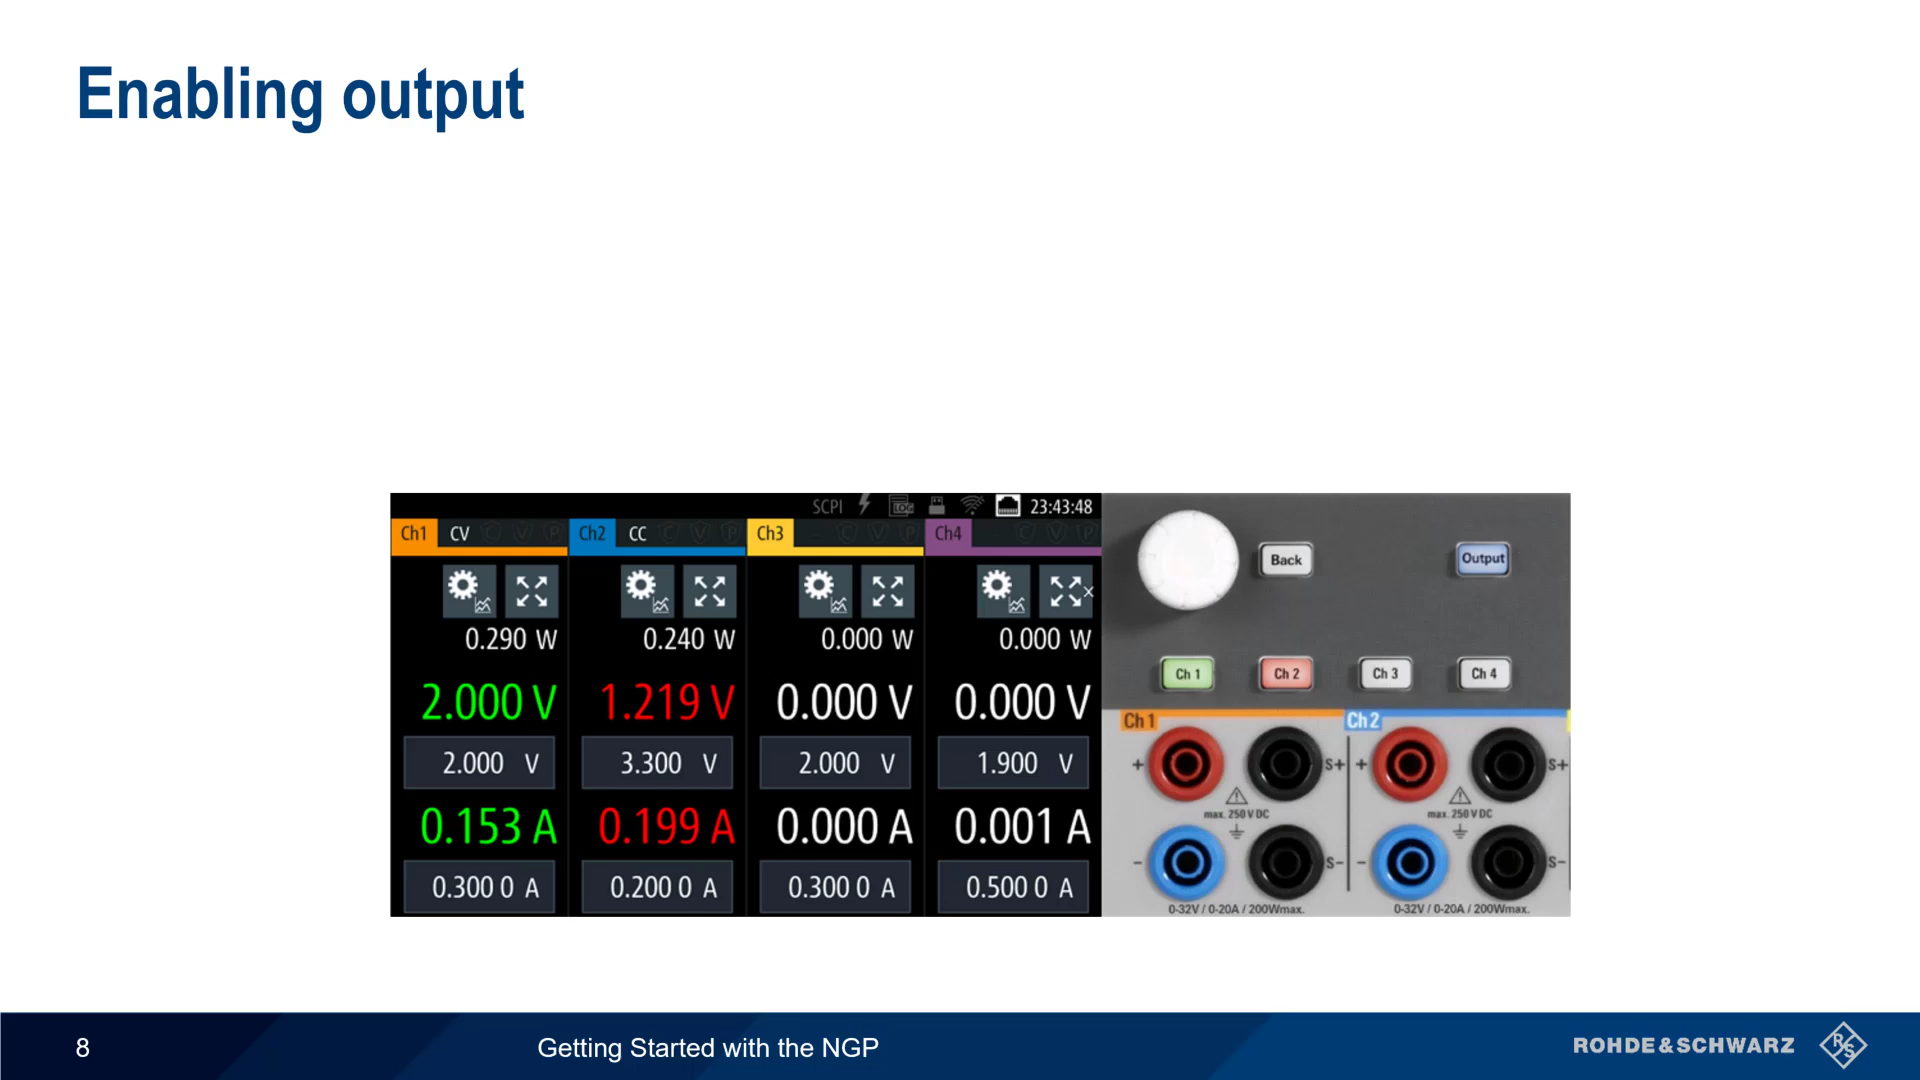 Enabling output
SCPI LOG 23:43:48
Ch1 CV C V P Ch2 CC C V P Ch3 C V P Ch4 C V P
0.290 W 0.240 W 0.000 W 0.000 W
2.000 V 1.219 V 0.000 V 0.000 V
2.000 V 3.300 V 2.000 V 1.900 V
0.153 A 0.199 A 0.000 A 0.001 A
0.300 0 A 0.200 0 A 0.300 0 A 0.500 0 A
Back Output
Ch 1 Ch 2 Ch 3 Ch 4
Ch 1 Ch 2
+ S+ + S+
max. 250 V DC max. 250 V DC
- S- - S-
0-32V / 0-20A / 200Wmax. 0-32V / 0-20A / 200Wmax.
8 Getting Started with the NGP ROHDE&SCHWARZ R&S